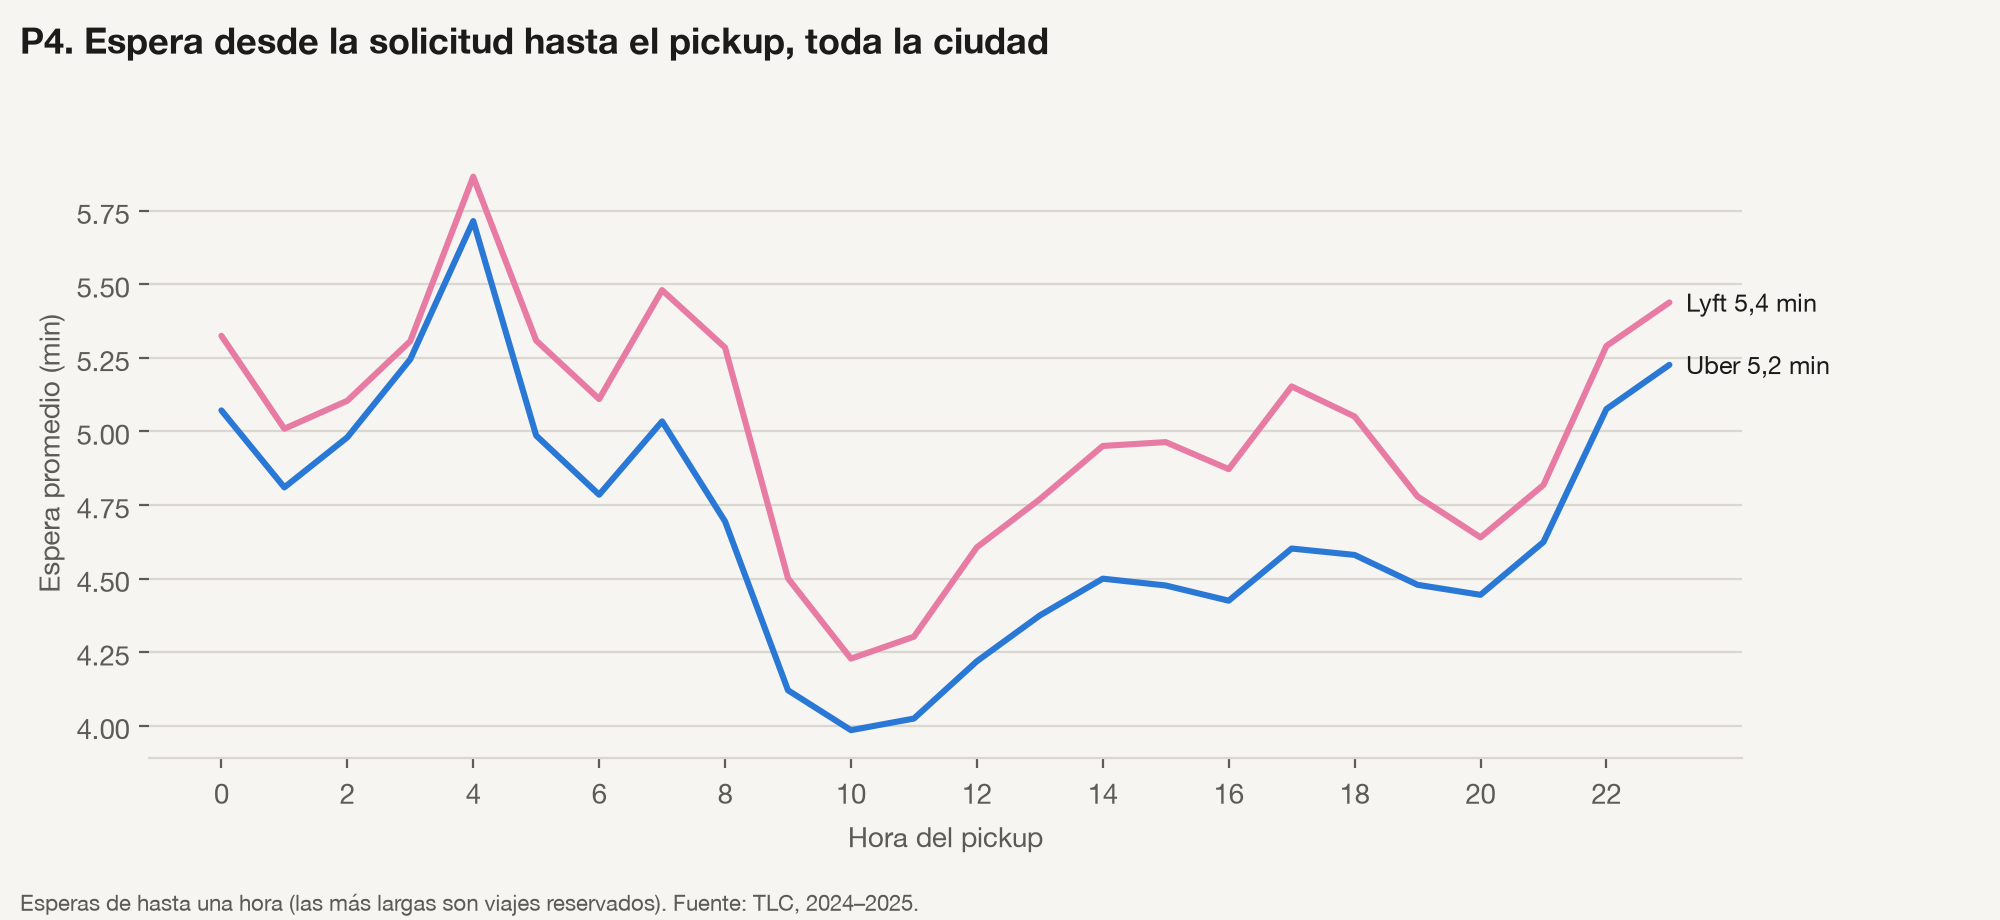 P4. Espera desde la solicitud hasta el pickup, toda la ciudad
Espera promedio (min)
5.75
5.50
5.25
5.00
4.75
4.50
4.25
4.00
Lyft 5,4 min
Uber 5,2 min
0 2 4 6 8 10 12 14 16 18 20 22
Hora del pickup
Esperas de hasta una hora (las más largas son viajes reservados). Fuente: TLC, 2024–2025.